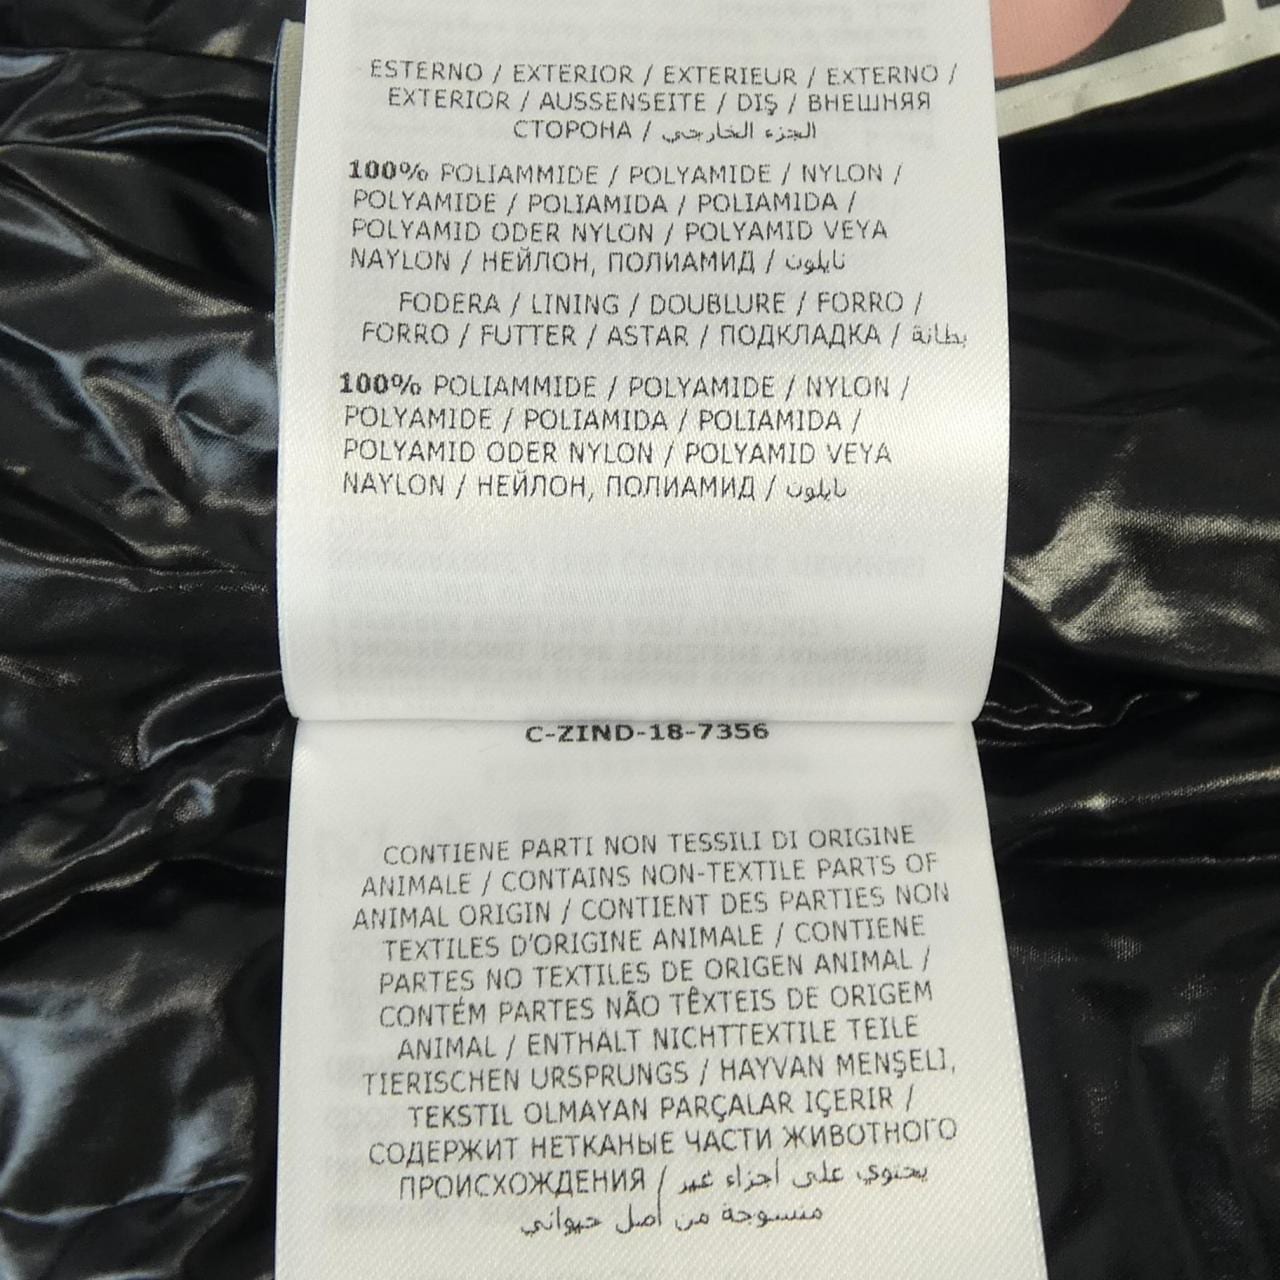 ESTERNO / EXTERIOR / EXTERIEUR / EXTERNO /
EXTERIOR / AUSSENSEITE / DIŞ / ВНЕШНЯЯ
СТОРОНА / الجزء الخارجي
100% POLIAMMIDE / POLYAMIDE / NYLON /
POLYAMIDE / POLIAMIDA / POLIAMIDA /
POLYAMID ODER NYLON / POLYAMID VEYA
NAYLON / НЕЙЛОН, ПОЛИАМИД / نايلون
FODERA / LINING / DOUBLURE / FORRO /
FORRO / FUTTER / ASTAR / ПОДКЛАДКА / بطانة
100% POLIAMMIDE / POLYAMIDE / NYLON /
POLYAMIDE / POLIAMIDA / POLIAMIDA /
POLYAMID ODER NYLON / POLYAMID VEYA
NAYLON / НЕЙЛОН, ПОЛИАМИД / نايلون
C-ZIND-18-7356
CONTIENE PARTI NON TESSILI DI ORIGINE
ANIMALE / CONTAINS NON-TEXTILE PARTS OF
ANIMAL ORIGIN / CONTIENT DES PARTIES NON
TEXTILES D'ORIGINE ANIMALE / CONTIENE
PARTES NO TEXTILES DE ORIGEN ANIMAL /
CONTÉM PARTES NÃO TÊXTEIS DE ORIGEM
ANIMAL / ENTHÄLT NICHTTEXTILE TEILE
TIERISCHEN URSPRUNGS / HAYVAN MENŞELI,
TEKSTIL OLMAYAN PARÇALAR IÇERIR /
СОДЕРЖИТ НЕТКАНЫЕ ЧАСТИ ЖИВОТНОГО
ПРОИСХОЖДЕНИЯ / يحتوي على أجزاء غير
منسوجة من أصل حيواني